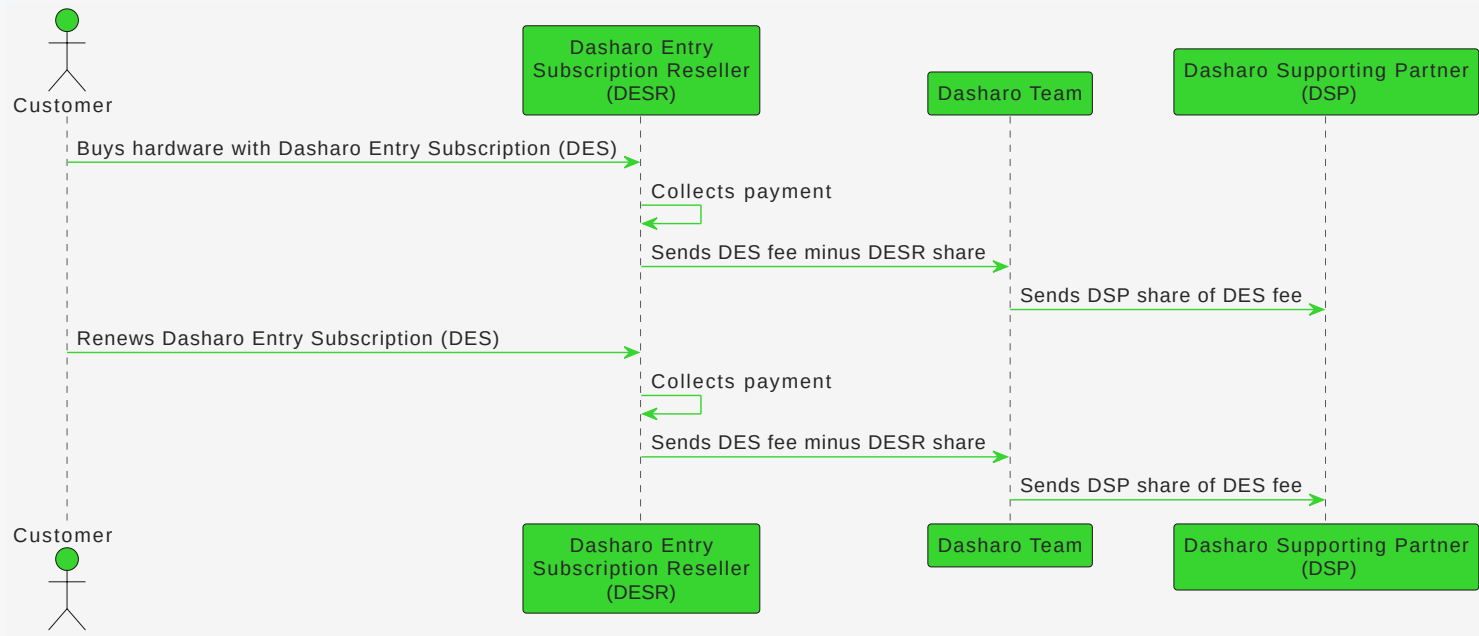 Dasharo Entry
Subscription Reseller
(DESR)
Dasharo Supporting Partner
(DSP)
Dasharo Team
Customer
Buys hardware with Dasharo Entry Subscription (DES)
Collects payment
Sends DES fee minus DESR share
Sends DSP share of DES fee
Renews Dasharo Entry Subscription (DES)
Collects payment
Sends DES fee minus DESR share
Sends DSP share of DES fee
Customer
Dasharo Entry
Subscription Reseller
(DESR)
Dasharo Team
Dasharo Supporting Partner
(DSP)